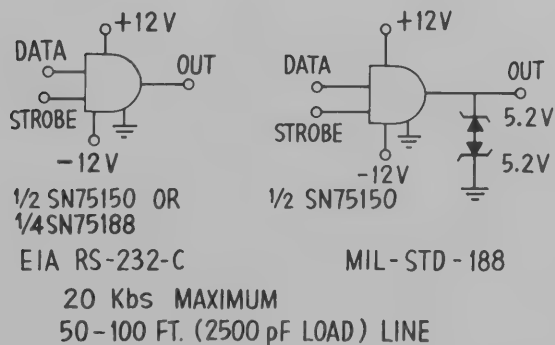 +12V
DATA
OUT
STROBE
-12V
1/2 SN75150 OR
1/4 SN75188
EIA RS-232-C
+12V
DATA
OUT
5.2V
STROBE
5.2V
-12V
1/2 SN75150
MIL-STD-188
20 Kbs MAXIMUM
50-100 FT. (2500 pF LOAD) LINE